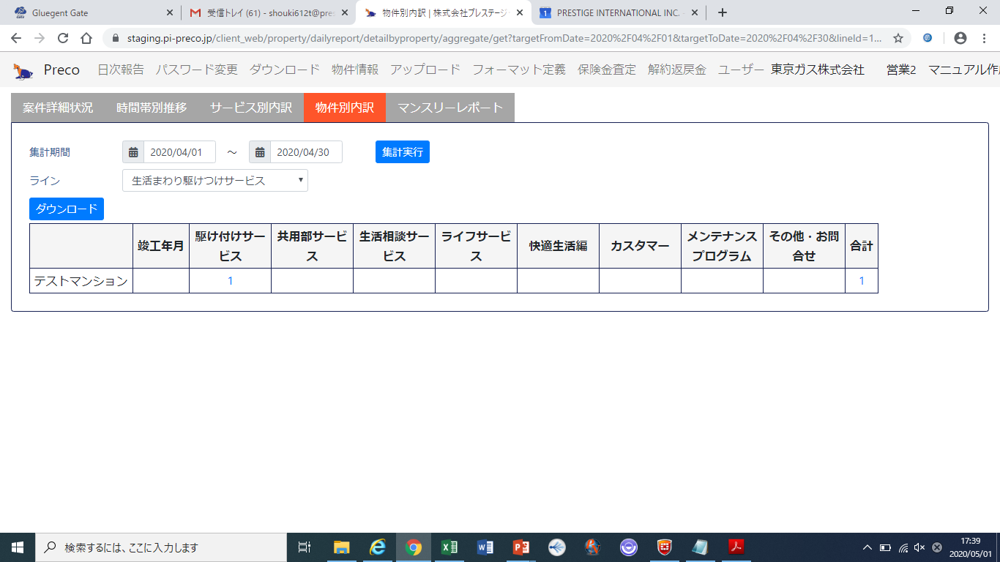 Gluegent Gate
受信トレイ (61) - shouki612t@pres
物件別内訳 | 株式会社プレステージ・
PRESTIGE INTERNATIONAL INC. -
staging.pi-preco.jp/client_web/property/dailyreport/detailbyproperty/aggregate/get?targetFromDate=2020%2F04%2F01&targetToDate=2020%2F04%2F30&lineId=1...
Preco 日次報告 パスワード変更 ダウンロード 物件情報 アップロード フォーマット定義 保険金査定 解約返戻金 ユーザー 東京ガス株式会社 営業2 マニュアル作成
案件詳細状況 時間帯別推移 サービス別内訳 物件別内訳 マンスリーレポート
集計期間 2020/04/01 ～ 2020/04/30 集計実行
ライン 生活まわり駆けつけサービス
ダウンロード
竣工年月 駆け付けサービス 共用部サービス 生活相談サービス ライフサービス 快適生活編 カスタマー メンテナンスプログラム その他・お問合せ 合計
テストマンション 1 1
検索するには、ここに入力します
17:39
2020/05/01